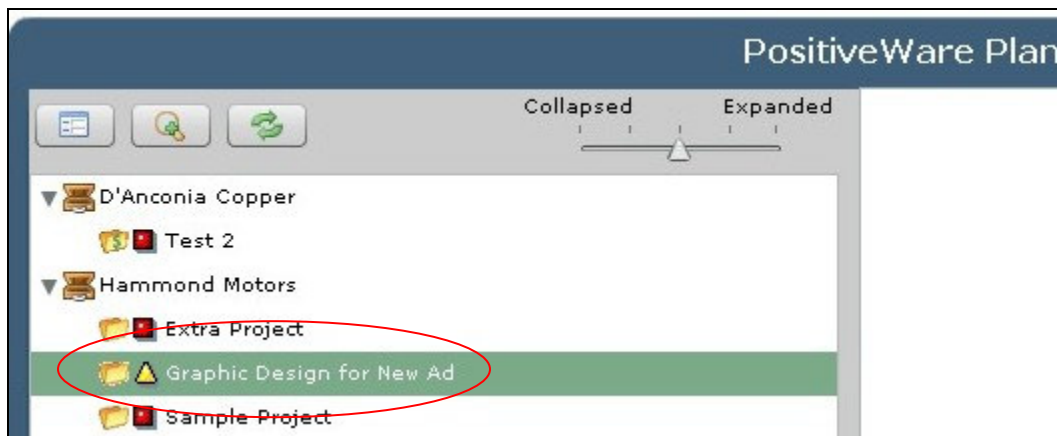 PositiveWare Plan
Collapsed Expanded
D'Anconia Copper
Test 2
Hammond Motors
Extra Project
Graphic Design for New Ad
Sample Project